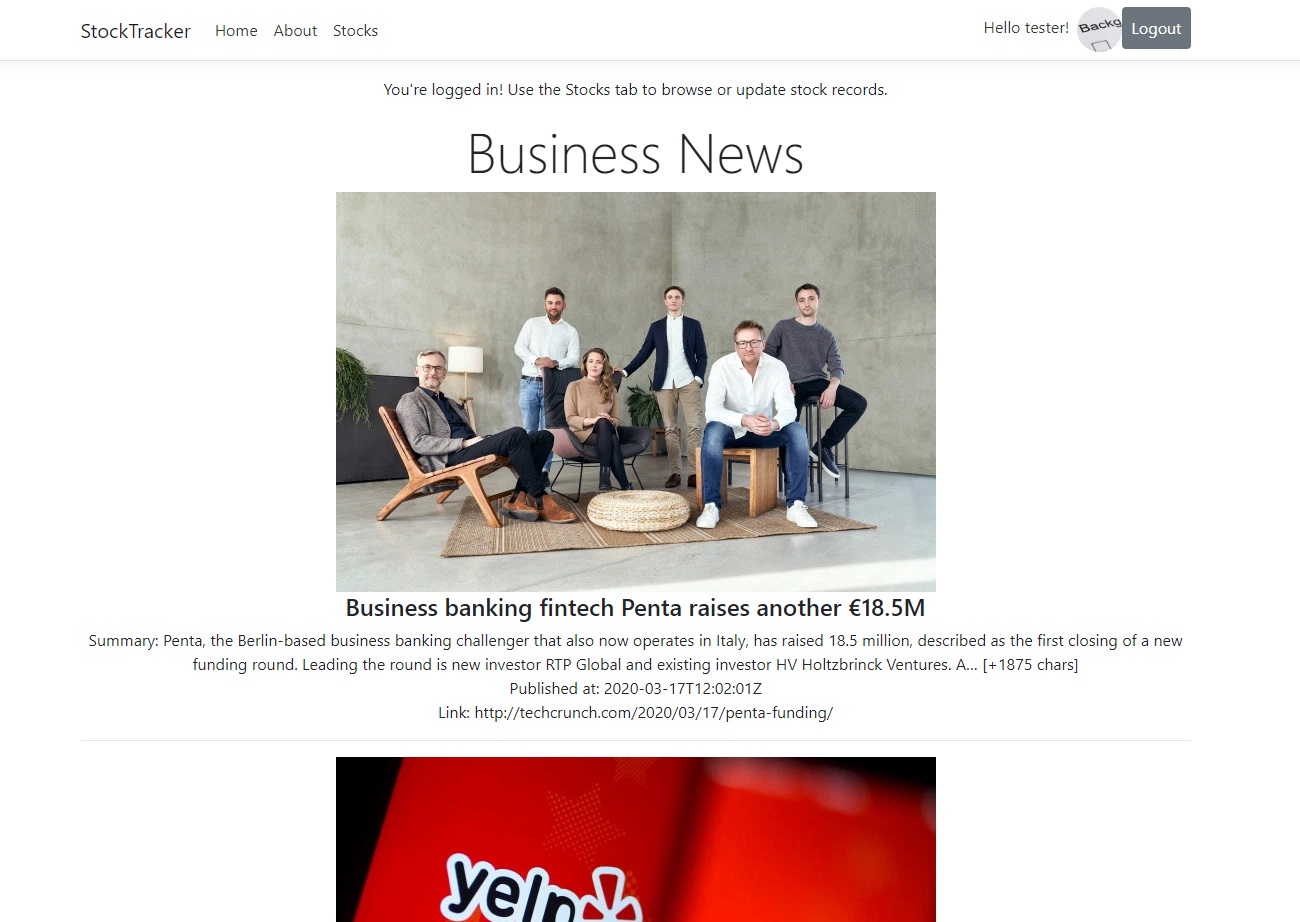 StockTracker Home About Stocks Hello tester! Backg Logout
You're logged in! Use the Stocks tab to browse or update stock records.
Business News
Business banking fintech Penta raises another €18.5M
Summary: Penta, the Berlin-based business banking challenger that also now operates in Italy, has raised 18.5 million, described as the first closing of a new
funding round. Leading the round is new investor RTP Global and existing investor HV Holtzbrinck Ventures. A… [+1875 chars]
Published at: 2020-03-17T12:02:01Z
Link: http://techcrunch.com/2020/03/17/penta-funding/
yelp